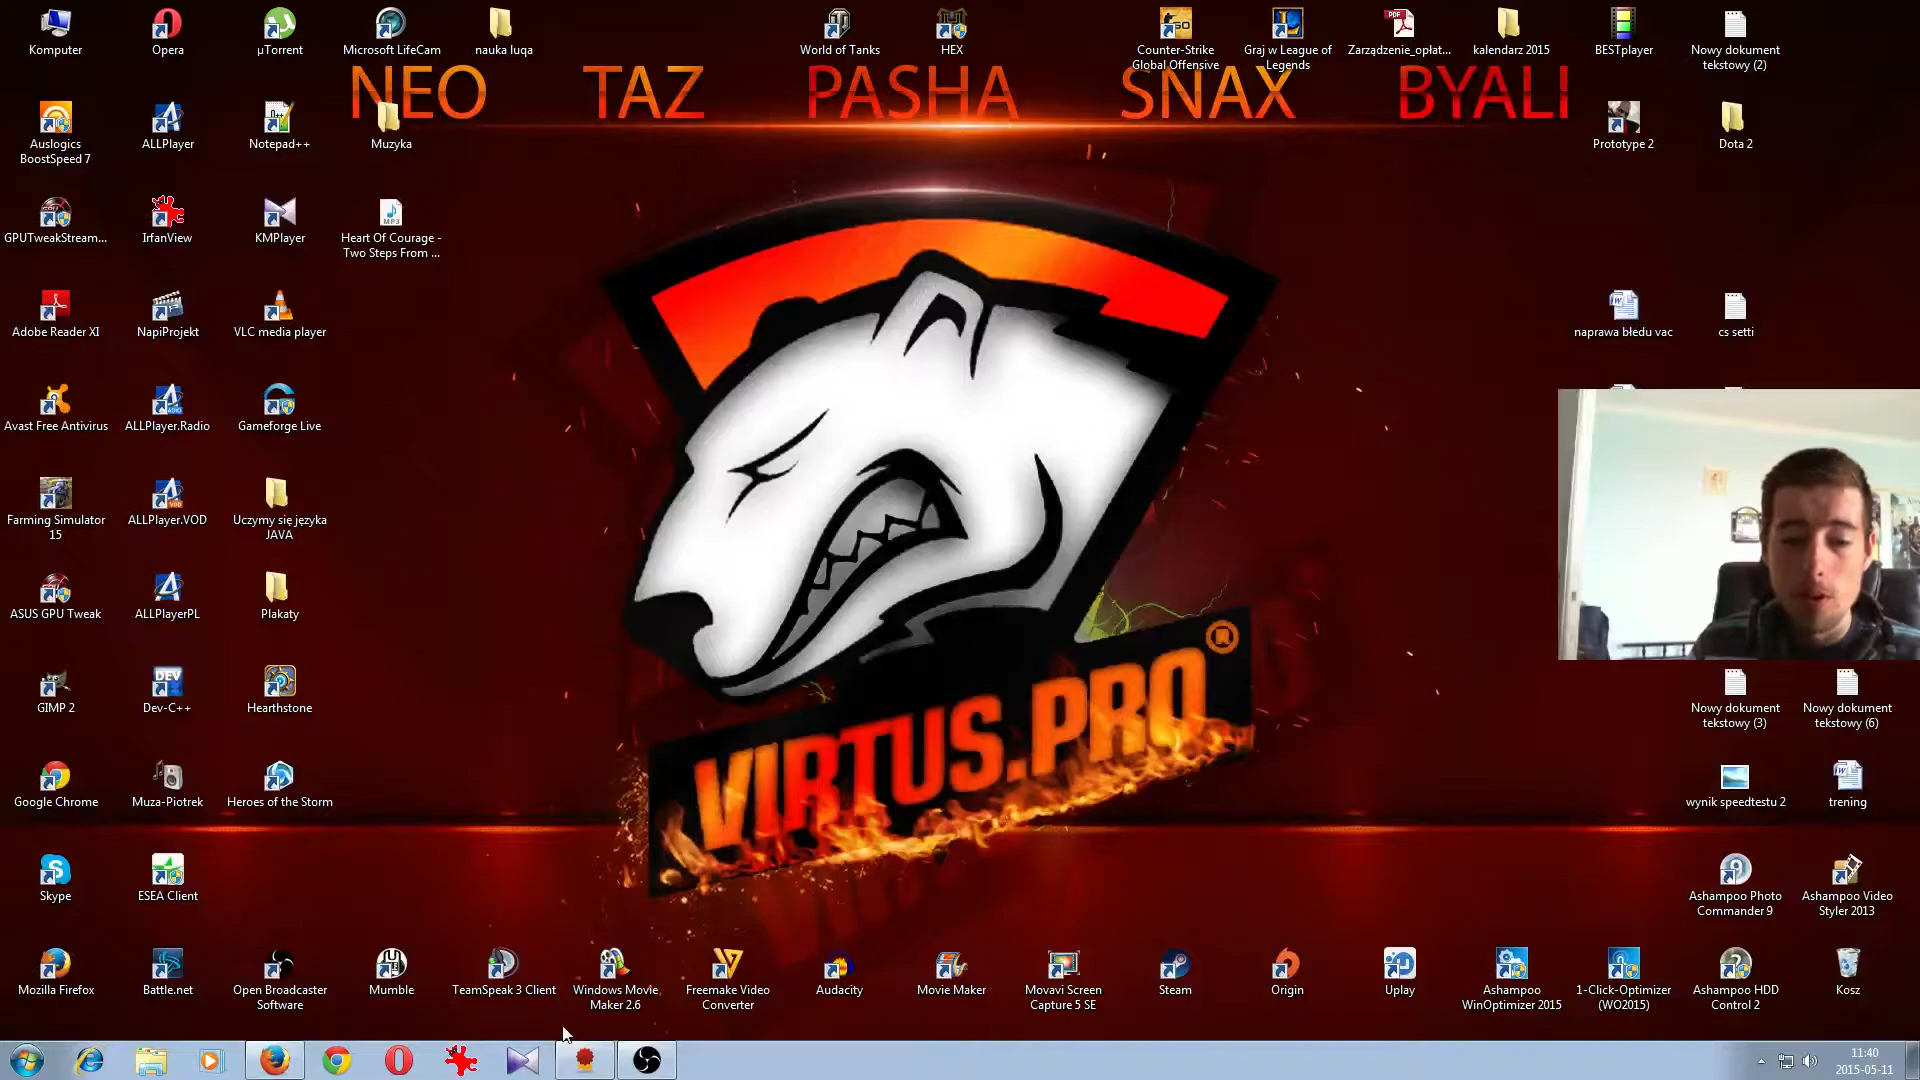 Komputer
Opera
µTorrent
Microsoft LifeCam
nauka luqa
World of Tanks
HEX
Counter-Strike
Global Offensive
Graj w League of
Legends
Zarządzenie_opłat...
kalendarz 2015
BESTplayer
Nowy dokument
tekstowy (2)
NEO TAZ PASHA SNAX BYALI
Auslogics
BoostSpeed 7
ALLPlayer
Notepad++
Muzyka
Prototype 2
Dota 2
GPUTweakStream...
IrfanView
KMPlayer
Heart Of Courage -
Two Steps From ...
Adobe Reader XI
NapiProjekt
VLC media player
naprawa błedu vac
cs setti
Avast Free Antivirus
ALLPlayer.Radio
Gameforge Live
Farming Simulator
15
ALLPlayer.VOD
Uczymy się języka
JAVA
ASUS GPU Tweak
ALLPlayerPL
Plakaty
VIRTUS.PRO®
GIMP 2
Dev-C++
Hearthstone
Nowy dokument
tekstowy (3)
Nowy dokument
tekstowy (6)
Google Chrome
Muza-Piotrek
Heroes of the Storm
wynik speedtestu 2
trening
Skype
ESEA Client
Ashampoo Photo
Commander 9
Ashampoo Video
Styler 2013
Mozilla Firefox
Battle.net
Open Broadcaster
Software
Mumble
TeamSpeak 3 Client
Windows Movie
Maker 2.6
Freemake Video
Converter
Audacity
Movie Maker
Movavi Screen
Capture 5 SE
Steam
Origin
Uplay
Ashampoo
WinOptimizer 2015
1-Click-Optimizer
(WO2015)
Ashampoo HDD
Control 2
Kosz
11:40
2015-05-11